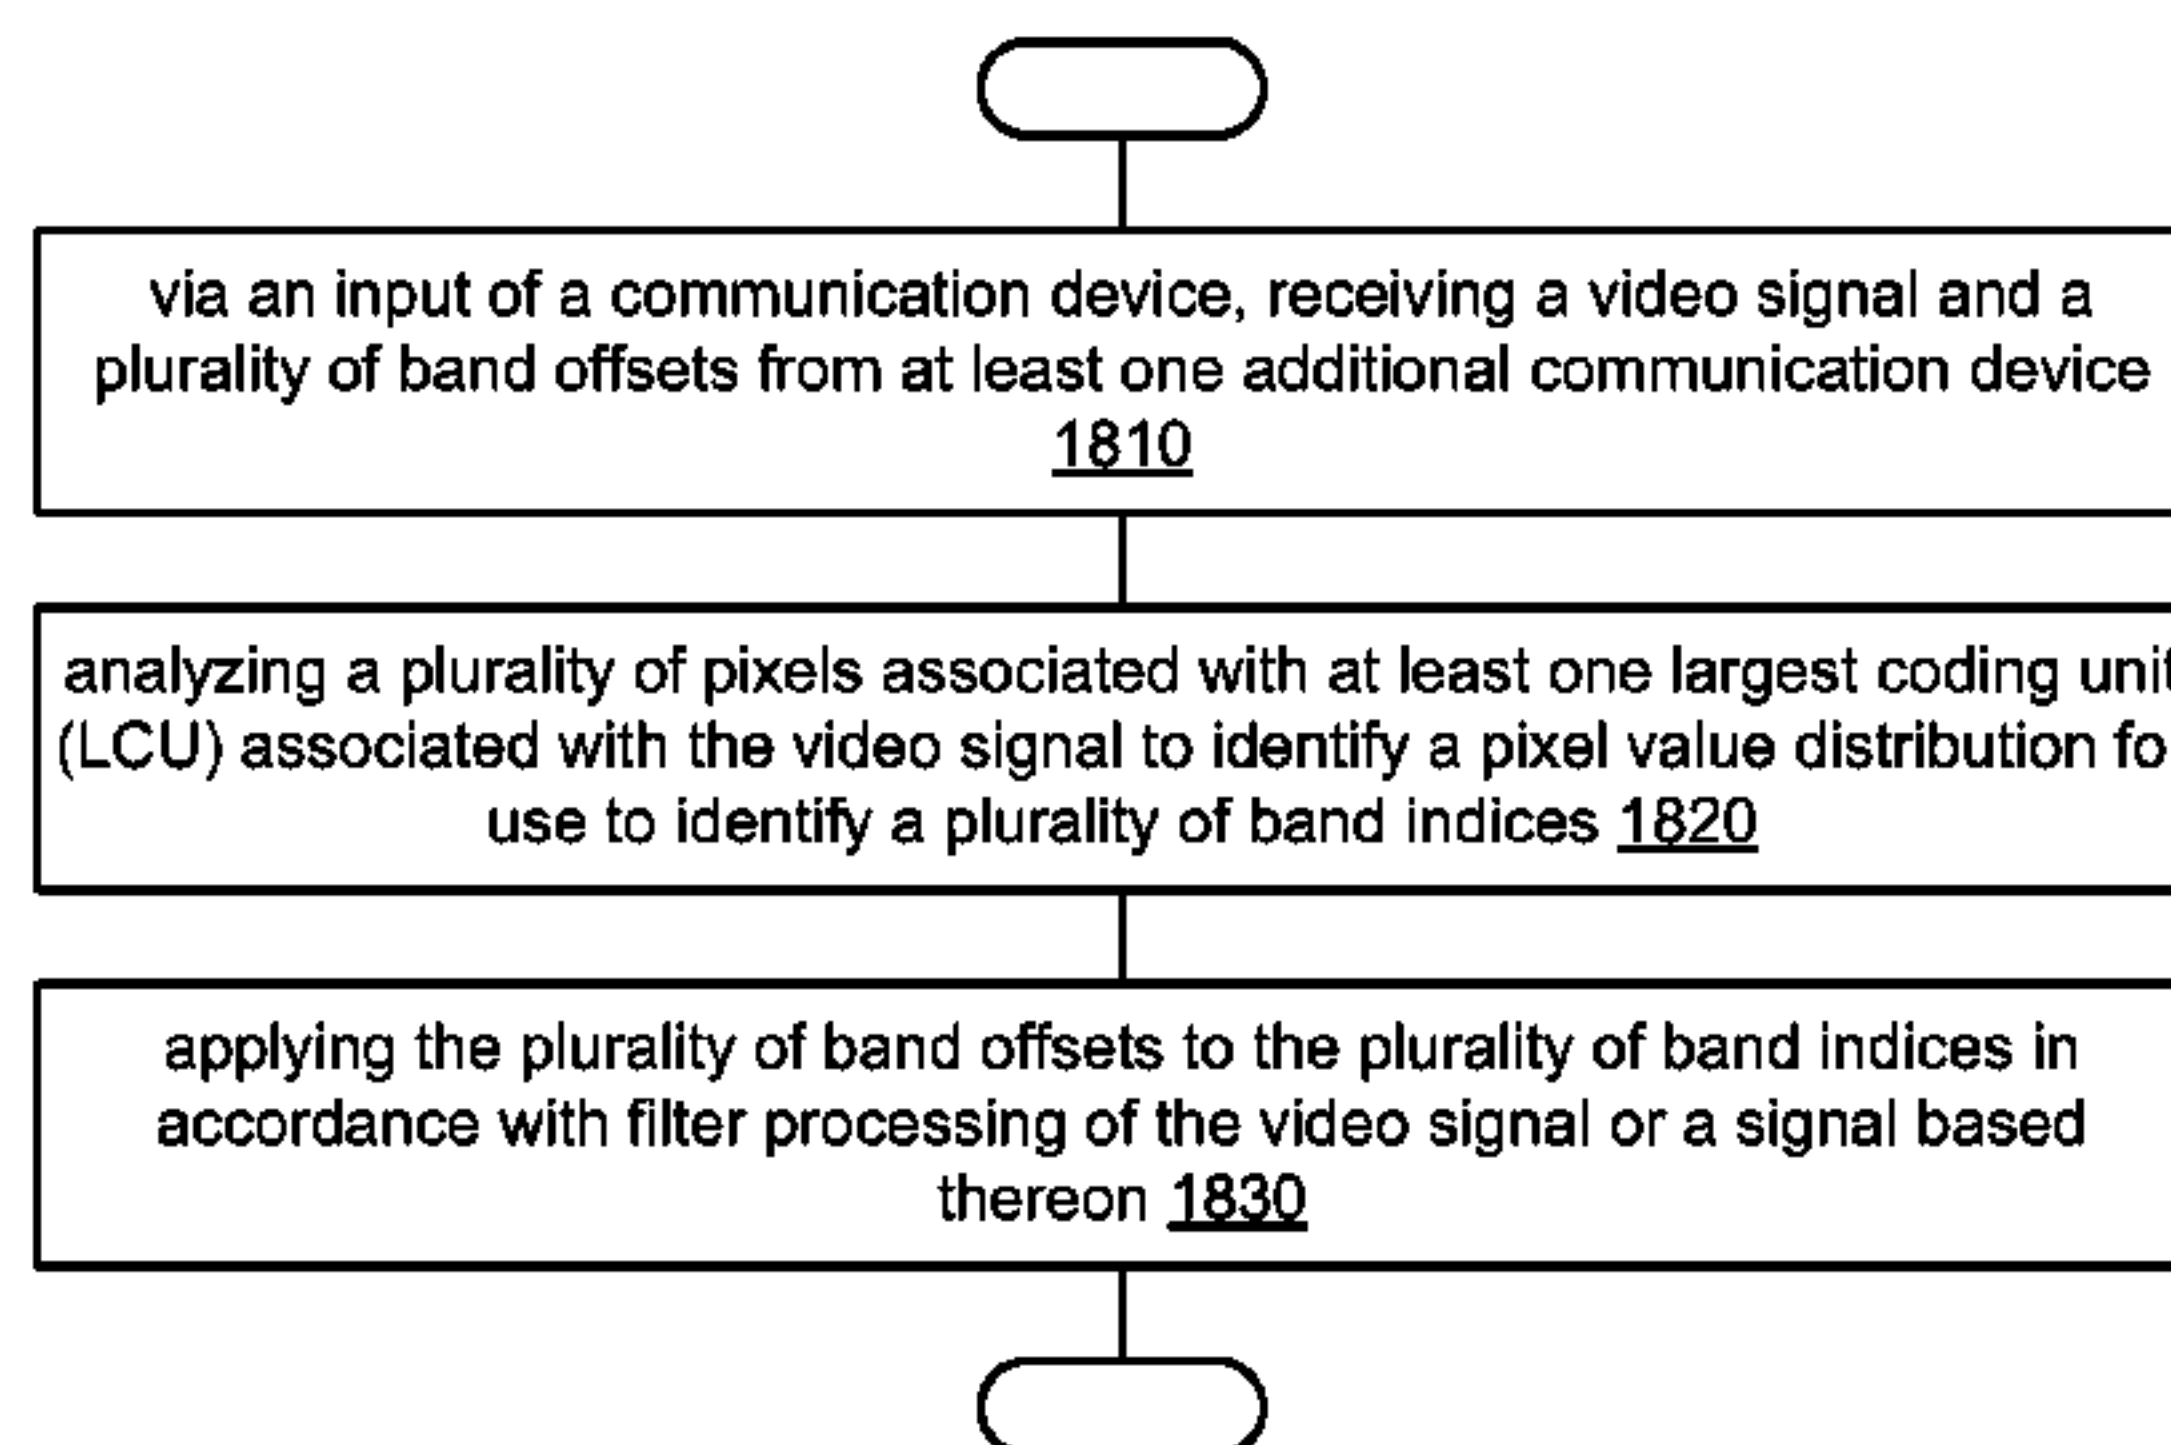 via an input of a communication device, receiving a video signal and a
plurality of band offsets from at least one additional communication device
1810
analyzing a plurality of pixels associated with at least one largest coding unit
(LCU) associated with the video signal to identify a pixel value distribution fo
use to identify a plurality of band indices 1820
applying the plurality of band offsets to the plurality of band indices in
accordance with filter processing of the video signal or a signal based
thereon 1830